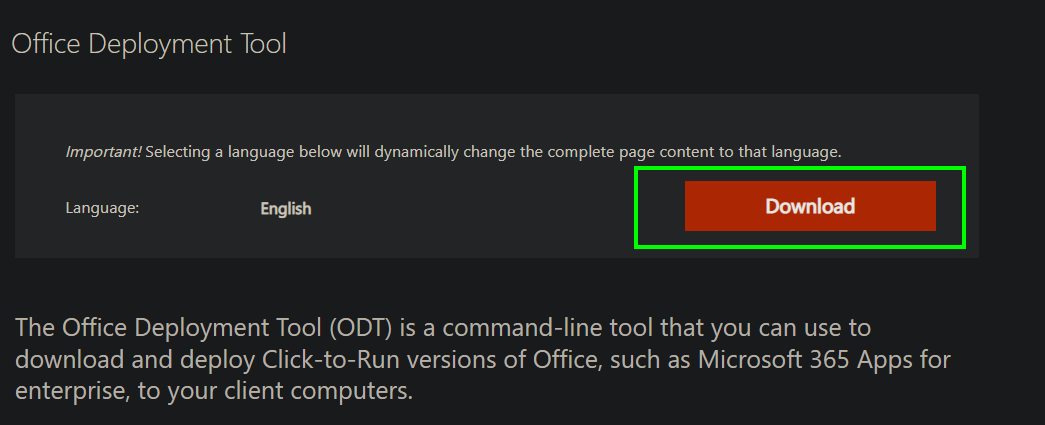 Office Deployment Tool
Important! Selecting a language below will dynamically change the complete page content to that language.
Language: English Download
The Office Deployment Tool (ODT) is a command-line tool that you can use to
download and deploy Click-to-Run versions of Office, such as Microsoft 365 Apps for
enterprise, to your client computers.